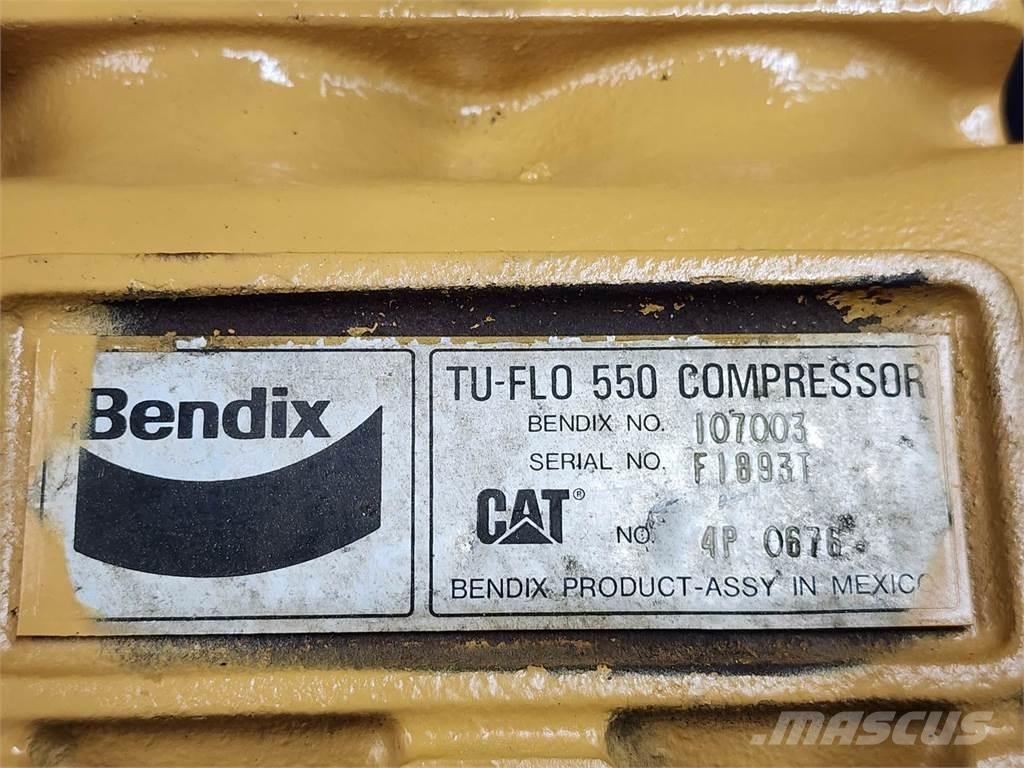 Bendix
TU-FLO 550 COMPRESSOR
BENDIX NO. 107003
SERIAL NO. F1893T
CAT® NO. 4P 0676
BENDIX PRODUCT-ASSY IN MEXICO
MASCUS